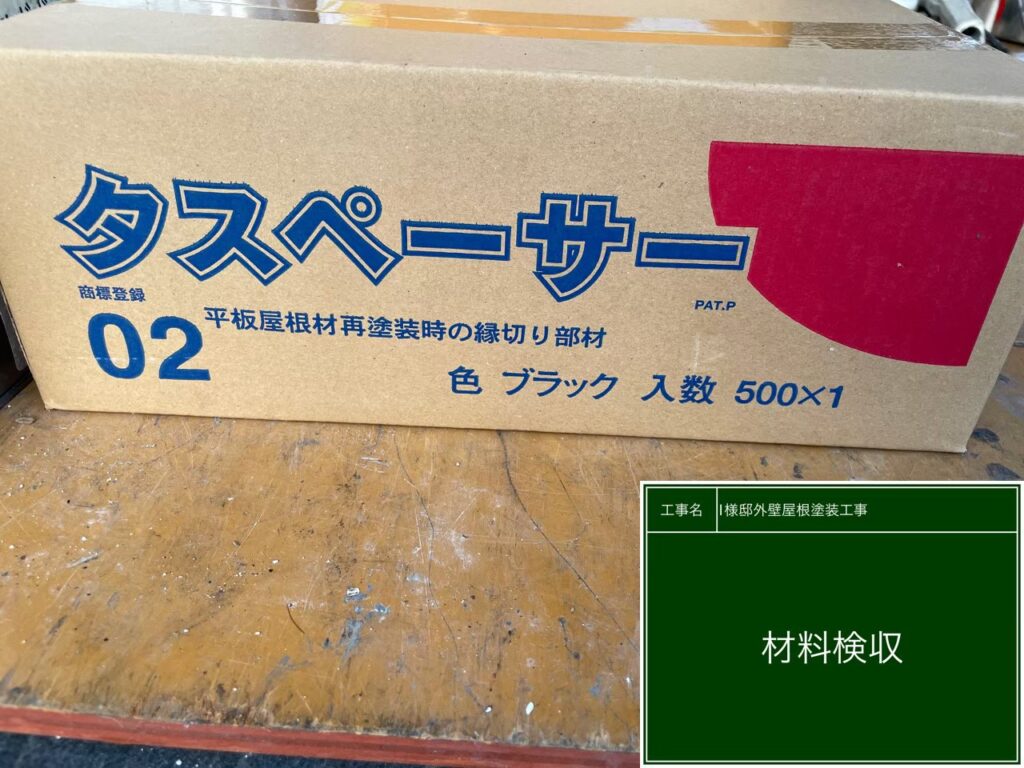 タスペーサー
商標登録
PAT.P
02 平板屋根材再塗装時の縁切り部材
色 ブラック 入数 500×1
工事名 I様邸外壁屋根塗装工事
材料検収